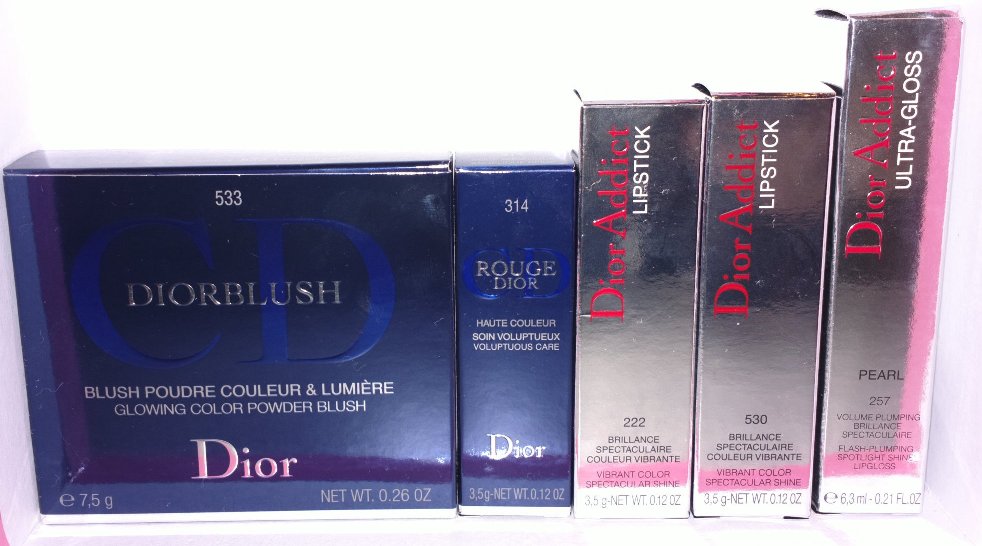 533
CD
DIORBLUSH
BLUSH POUDRE COULEUR & LUMIÈRE
GLOWING COLOR POWDER BLUSH
Dior
℮ 7,5 g
NET WT. 0.26 OZ
314
CD
ROUGE
DIOR
HAUTE COULEUR
SOIN VOLUPTUEUX
VOLUPTUOUS CARE
Dior
3,5g-NET WT. 0.12 OZ
Dior Addict
LIPSTICK
222
BRILLANCE
SPECTACULAIRE
COULEUR VIBRANTE
VIBRANT COLOR
SPECTACULAR SHINE
3,5 g-NET WT. 0.12 OZ
Dior Addict
LIPSTICK
530
BRILLANCE
SPECTACULAIRE
COULEUR VIBRANTE
VIBRANT COLOR
SPECTACULAR SHINE
3,5 g-NET WT. 0.12 OZ
Dior Addict
ULTRA-GLOSS
PEARL
257
VOLUME PLUMPING
BRILLANCE
SPECTACULAIRE
FLASH-PLUMPING
SPOTLIGHT SHINE
LIPGLOSS
℮ 6,3 ml - 0.21 FL.OZ